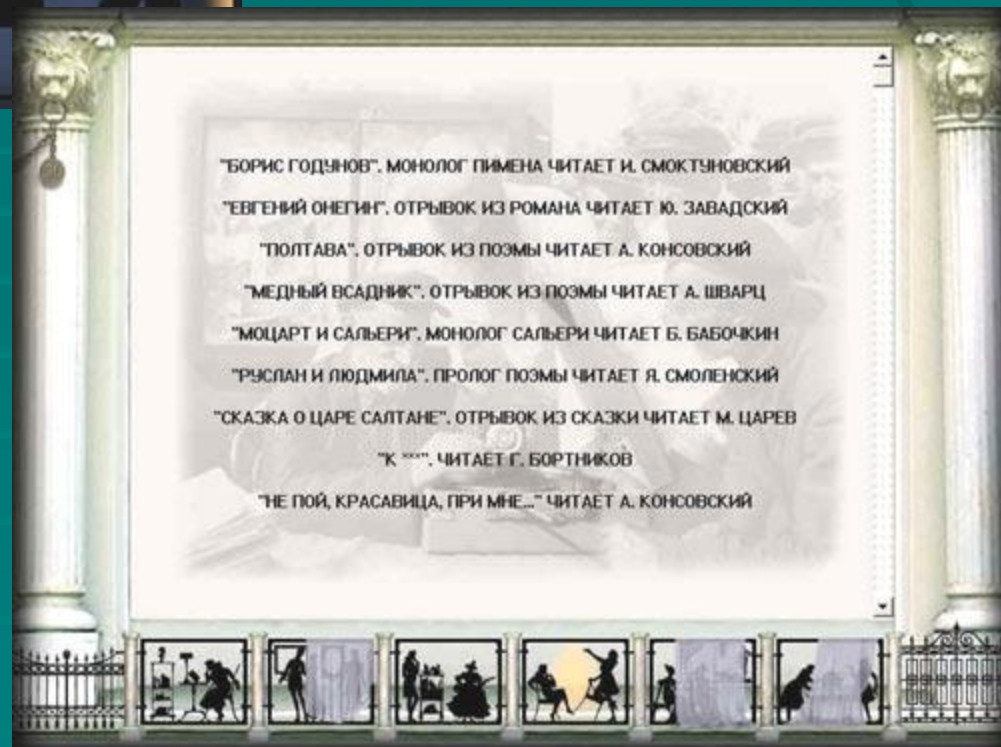 "БОРИС ГОДУНОВ". МОНОЛОГ ПИМЕНА ЧИТАЕТ И. СМОКТУНОВСКИЙ
"ЕВГЕНИЙ ОНЕГИН". ОТРЫВОК ИЗ РОМАНА ЧИТАЕТ Ю. ЗАВАДСКИЙ
"ПОЛТАВА". ОТРЫВОК ИЗ ПОЭМЫ ЧИТАЕТ А. КОНСОВСКИЙ
"МЕДНЫЙ ВСАДНИК". ОТРЫВОК ИЗ ПОЭМЫ ЧИТАЕТ А. ШВАРЦ
"МОЦАРТ И САЛЬЕРИ". МОНОЛОГ САЛЬЕРИ ЧИТАЕТ Б. БАБОЧКИН
"РУСЛАН И ЛЮДМИЛА". ПРОЛОГ ПОЭМЫ ЧИТАЕТ Я. СМОЛЕНСКИЙ
"СКАЗКА О ЦАРЕ САЛТАНЕ". ОТРЫВОК ИЗ СКАЗКИ ЧИТАЕТ М. ЦАРЕВ
"К ***". ЧИТАЕТ Г. БОРТНИКОВ
"НЕ ПОЙ, КРАСАВИЦА, ПРИ МНЕ..." ЧИТАЕТ А. КОНСОВСКИЙ